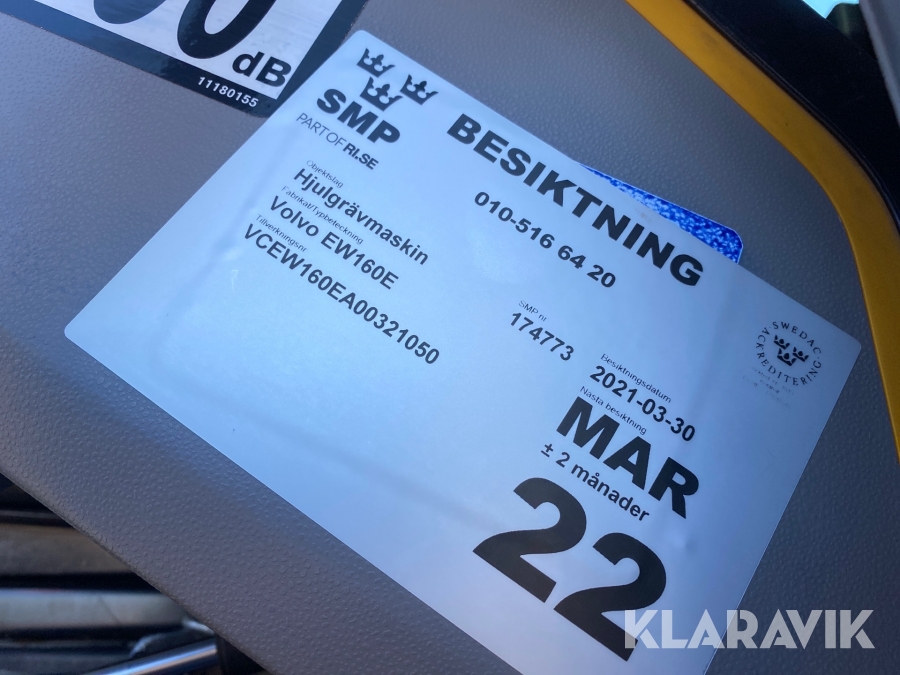 dB
11180155
SMP
PART OF RI.SE
BESIKTNING
010-516 64 20
Objektslag
Hjulgrävmaskin
Fabrikat/Typbeteckning
Volvo EW160E
Tillverkningsnr
VCEW160EA00321050
SMP nr
174773
Besiktningsdatum
2021-03-30
Nästa besiktning
MAR
± 2 månader
22
SWEDAC
ACKREDITERING
KLARAVIK